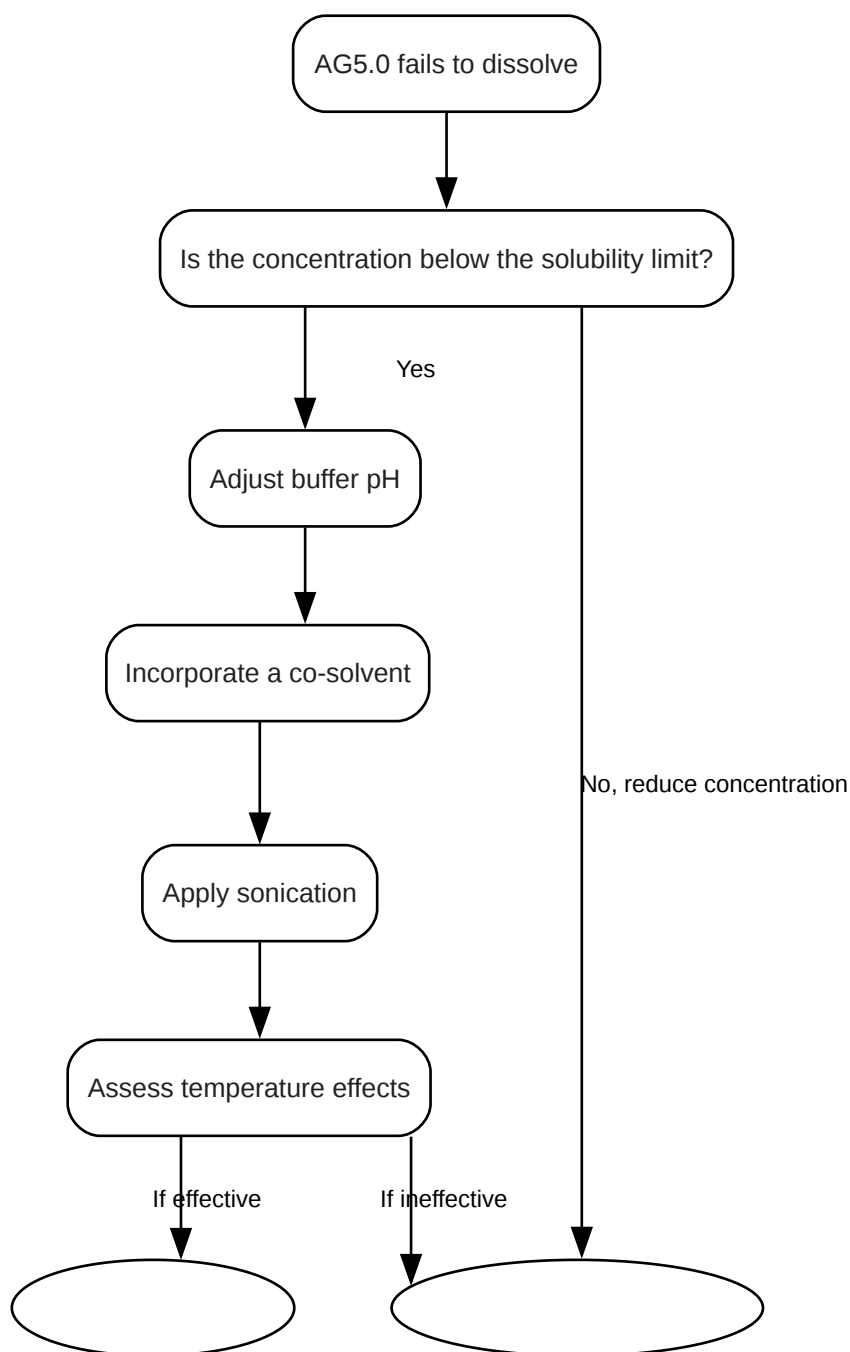 AG5.0 fails to dissolve
Is the concentration below the solubility limit?
Yes
Adjust buffer pH
Incorporate a co-solvent
No, reduce concentration
Apply sonication
Assess temperature effects
If effective
If ineffective